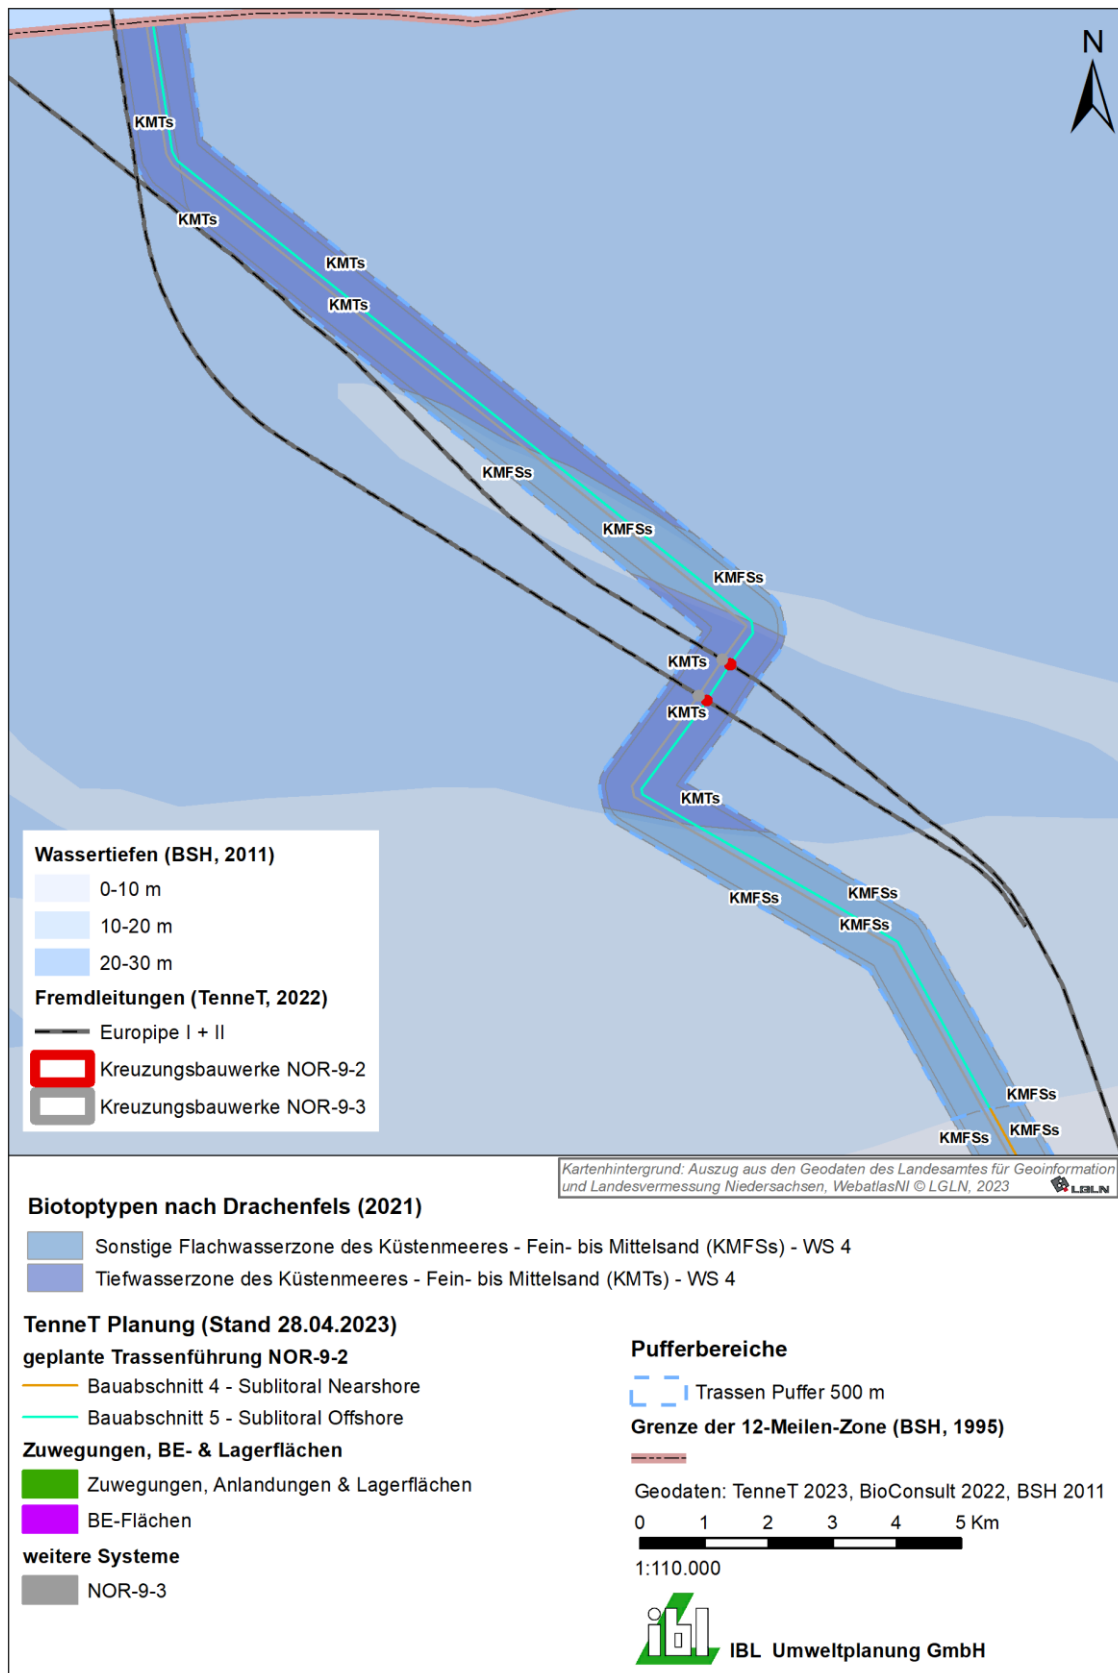 N
KMTs
KMTs
KMTs
KMTs
KMFSs
KMFSs
KMFSs
KMTs
KMTs
KMTs
KMFSs
KMFSs
KMFSs
KMFSs
KMFSs
KMFSs
Wassertiefen (BSH, 2011)
0-10 m
10-20 m
20-30 m
Fremdleitungen (TenneT, 2022)
Europipe I + II
Kreuzungsbauwerke NOR-9-2
Kreuzungsbauwerke NOR-9-3
Kartenhintergrund: Auszug aus den Geodaten des Landesamtes für Geoinformation
und Landesvermessung Niedersachsen, WebatlasNI © LGLN, 2023
LGLN
Biotoptypen nach Drachenfels (2021)
Sonstige Flachwasserzone des Küstenmeeres - Fein- bis Mittelsand (KMFSs) - WS 4
Tiefwasserzone des Küstenmeeres - Fein- bis Mittelsand (KMTs) - WS 4
TenneT Planung (Stand 28.04.2023)
geplante Trassenführung NOR-9-2
Bauabschnitt 4 - Sublitoral Nearshore
Bauabschnitt 5 - Sublitoral Offshore
Zuwegungen, BE- & Lagerflächen
Zuwegungen, Anlandungen & Lagerflächen
BE-Flächen
weitere Systeme
NOR-9-3
Pufferbereiche
Trassen Puffer 500 m
Grenze der 12-Meilen-Zone (BSH, 1995)
Geodaten: TenneT 2023, BioConsult 2022, BSH 2011
0 1 2 3 4 5 Km
1:110.000
ibl
IBL Umweltplanung GmbH